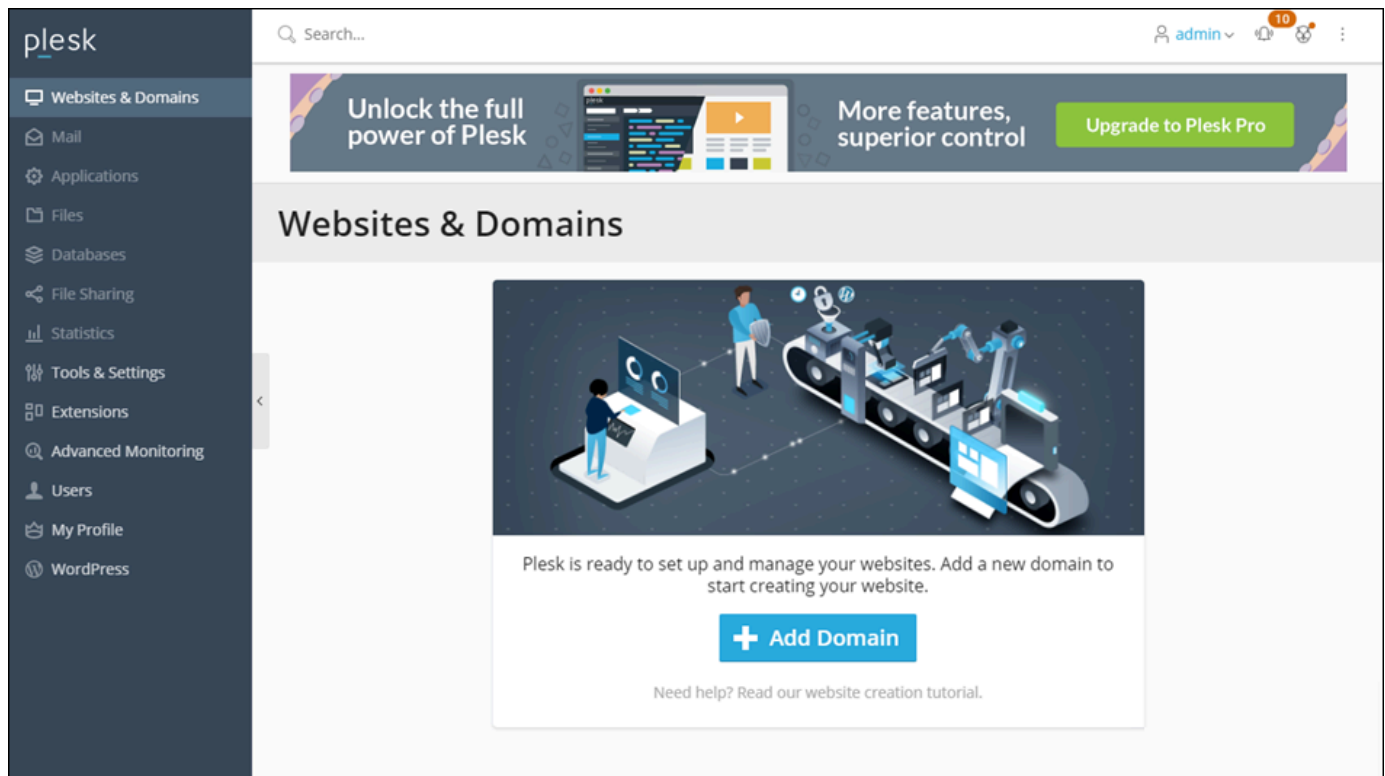 plesk
Search...
admin
10
Websites & Domains
Mail
Applications
Files
Databases
File Sharing
Statistics
Tools & Settings
Extensions
Advanced Monitoring
Users
My Profile
WordPress
Unlock the full
power of Plesk
plesk
More features,
superior control
Upgrade to Plesk Pro
Websites & Domains
Plesk is ready to set up and manage your websites. Add a new domain to
start creating your website.
Add Domain
Need help? Read our website creation tutorial.